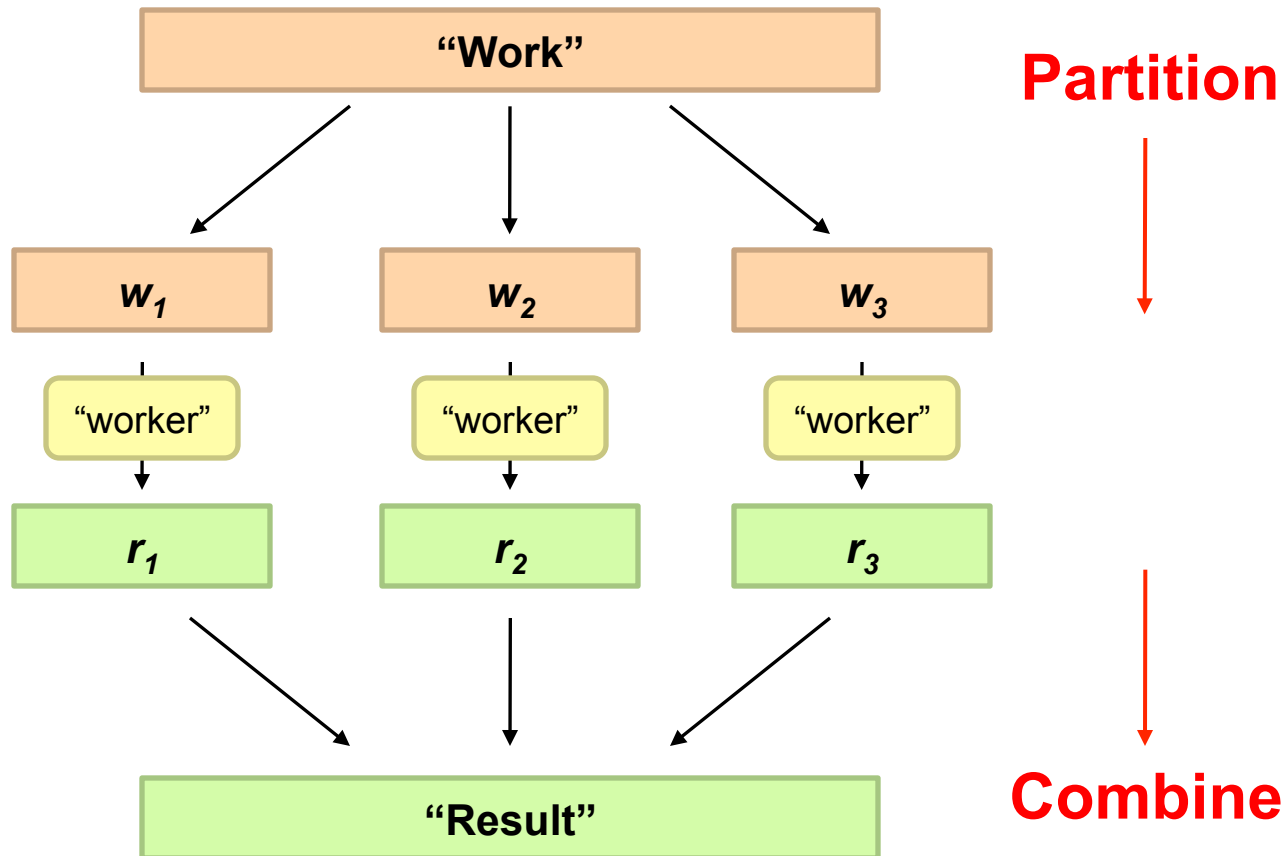 “Work”
Partition
w1
w2
w3
“worker”
“worker”
“worker”
r1
r2
r3
Combine
“Result”